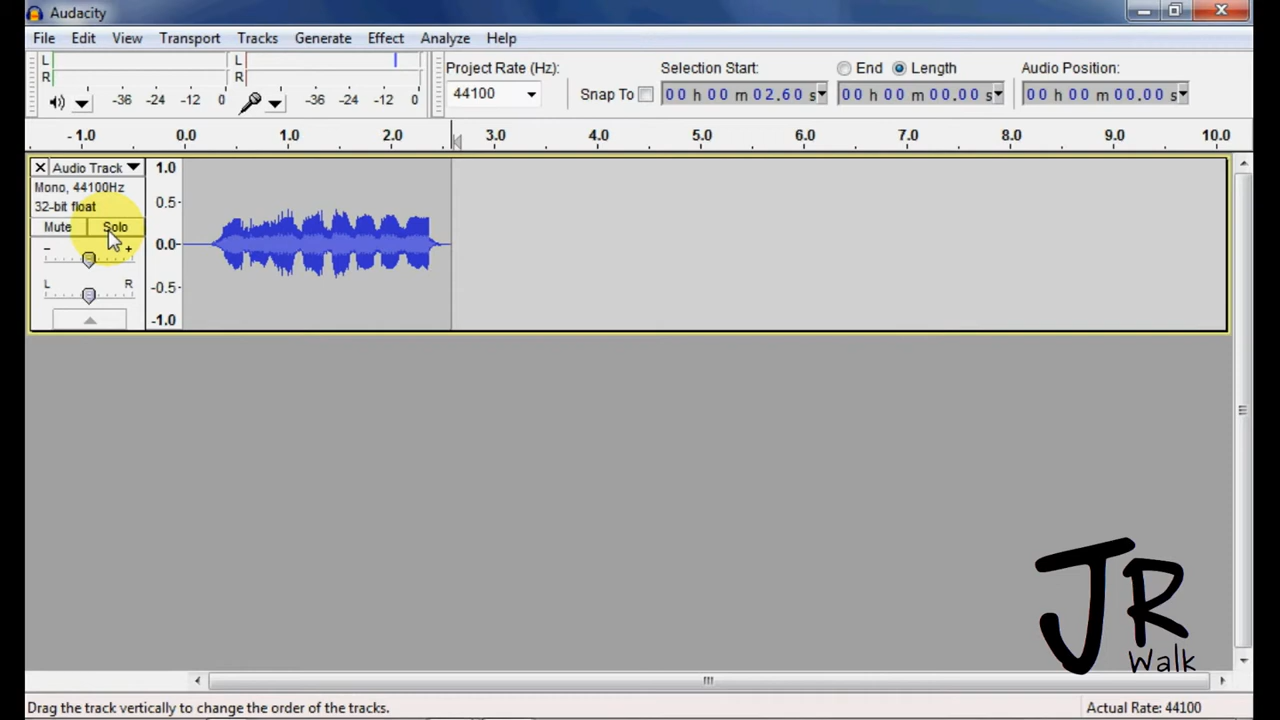 Audacity
File Edit View Transport Tracks Generate Effect Analyze Help
L L
R R
-36 -24 -12 0 -36 -24 -12 0
Project Rate (Hz):
44100
Snap To
Selection Start:
00 h 00 m 02.60 s
End Length
00 h 00 m 00.00 s
Audio Position:
00 h 00 m 00.00 s
-1.0 0.0 1.0 2.0 3.0 4.0 5.0 6.0 7.0 8.0 9.0 10.0
Audio Track
Mono, 44100Hz
32-bit float
Mute Solo
- +
L R
1.0
0.5
0.0
-0.5
-1.0
JR
Walk
Drag the track vertically to change the order of the tracks.
Actual Rate: 44100